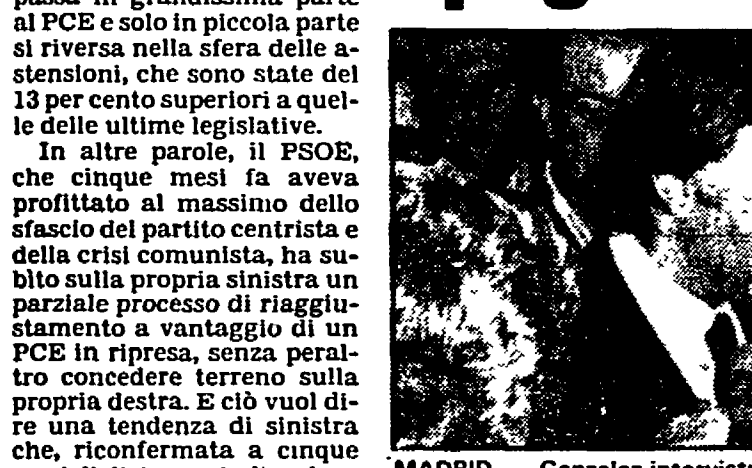 passa in grandissima parte
al PCE e solo in piccola parte
si riversa nella sfera delle a-
stensioni, che sono state del
13 per cento superiori a quel-
le delle ultime legislative.
In altre parole, il PSOE,
che cinque mesi fa aveva
profittato al massimo dello
sfascio del partito centrista e
della crisi comunista, ha su-
bìto sulla propria sinistra un
parziale processo di riaggiu-
stamento a vantaggio di un
PCE in ripresa, senza peral-
tro concedere terreno sulla
propria destra. E ciò vuol di-
re una tendenza di sinistra
che, riconfermata a cinque
MADRID — Gonzalez